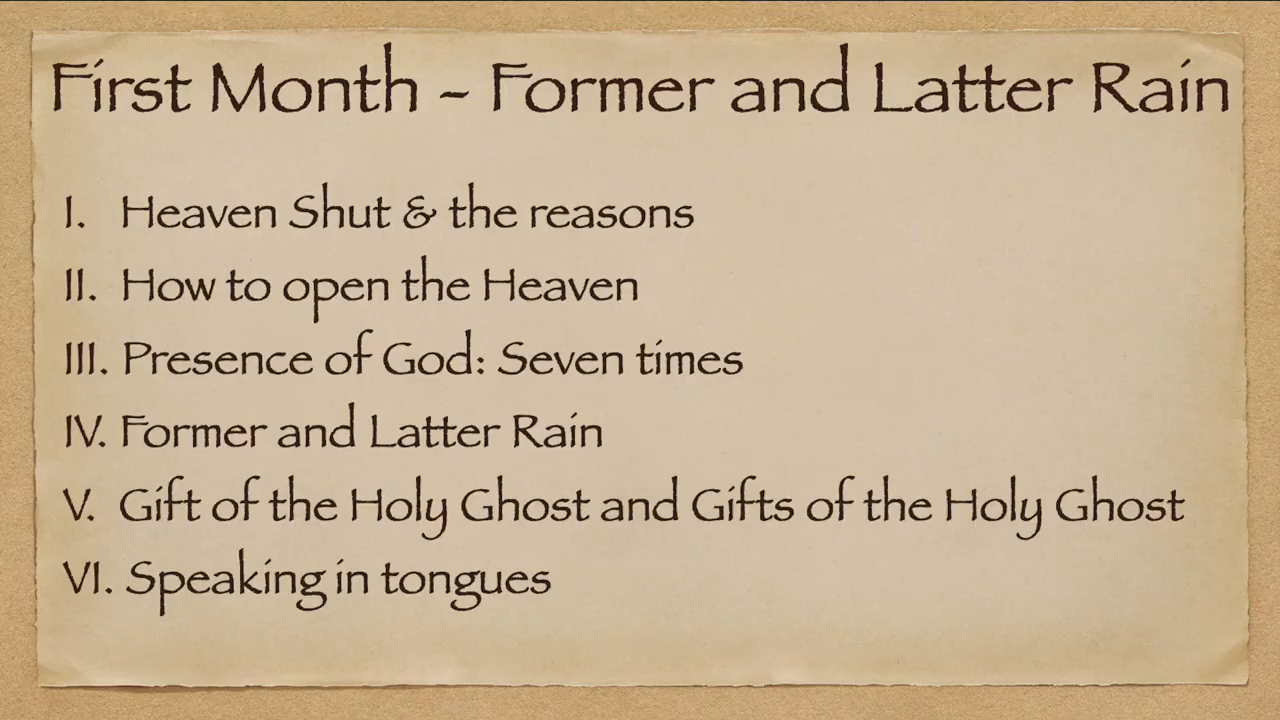 First Month - Former and Latter Rain
I. Heaven Shut & the reasons
II. How to open the Heaven
III. Presence of God: Seven times
IV. Former and Latter Rain
V. Gift of the Holy Ghost and Gifts of the Holy Ghost
VI. Speaking in tongues